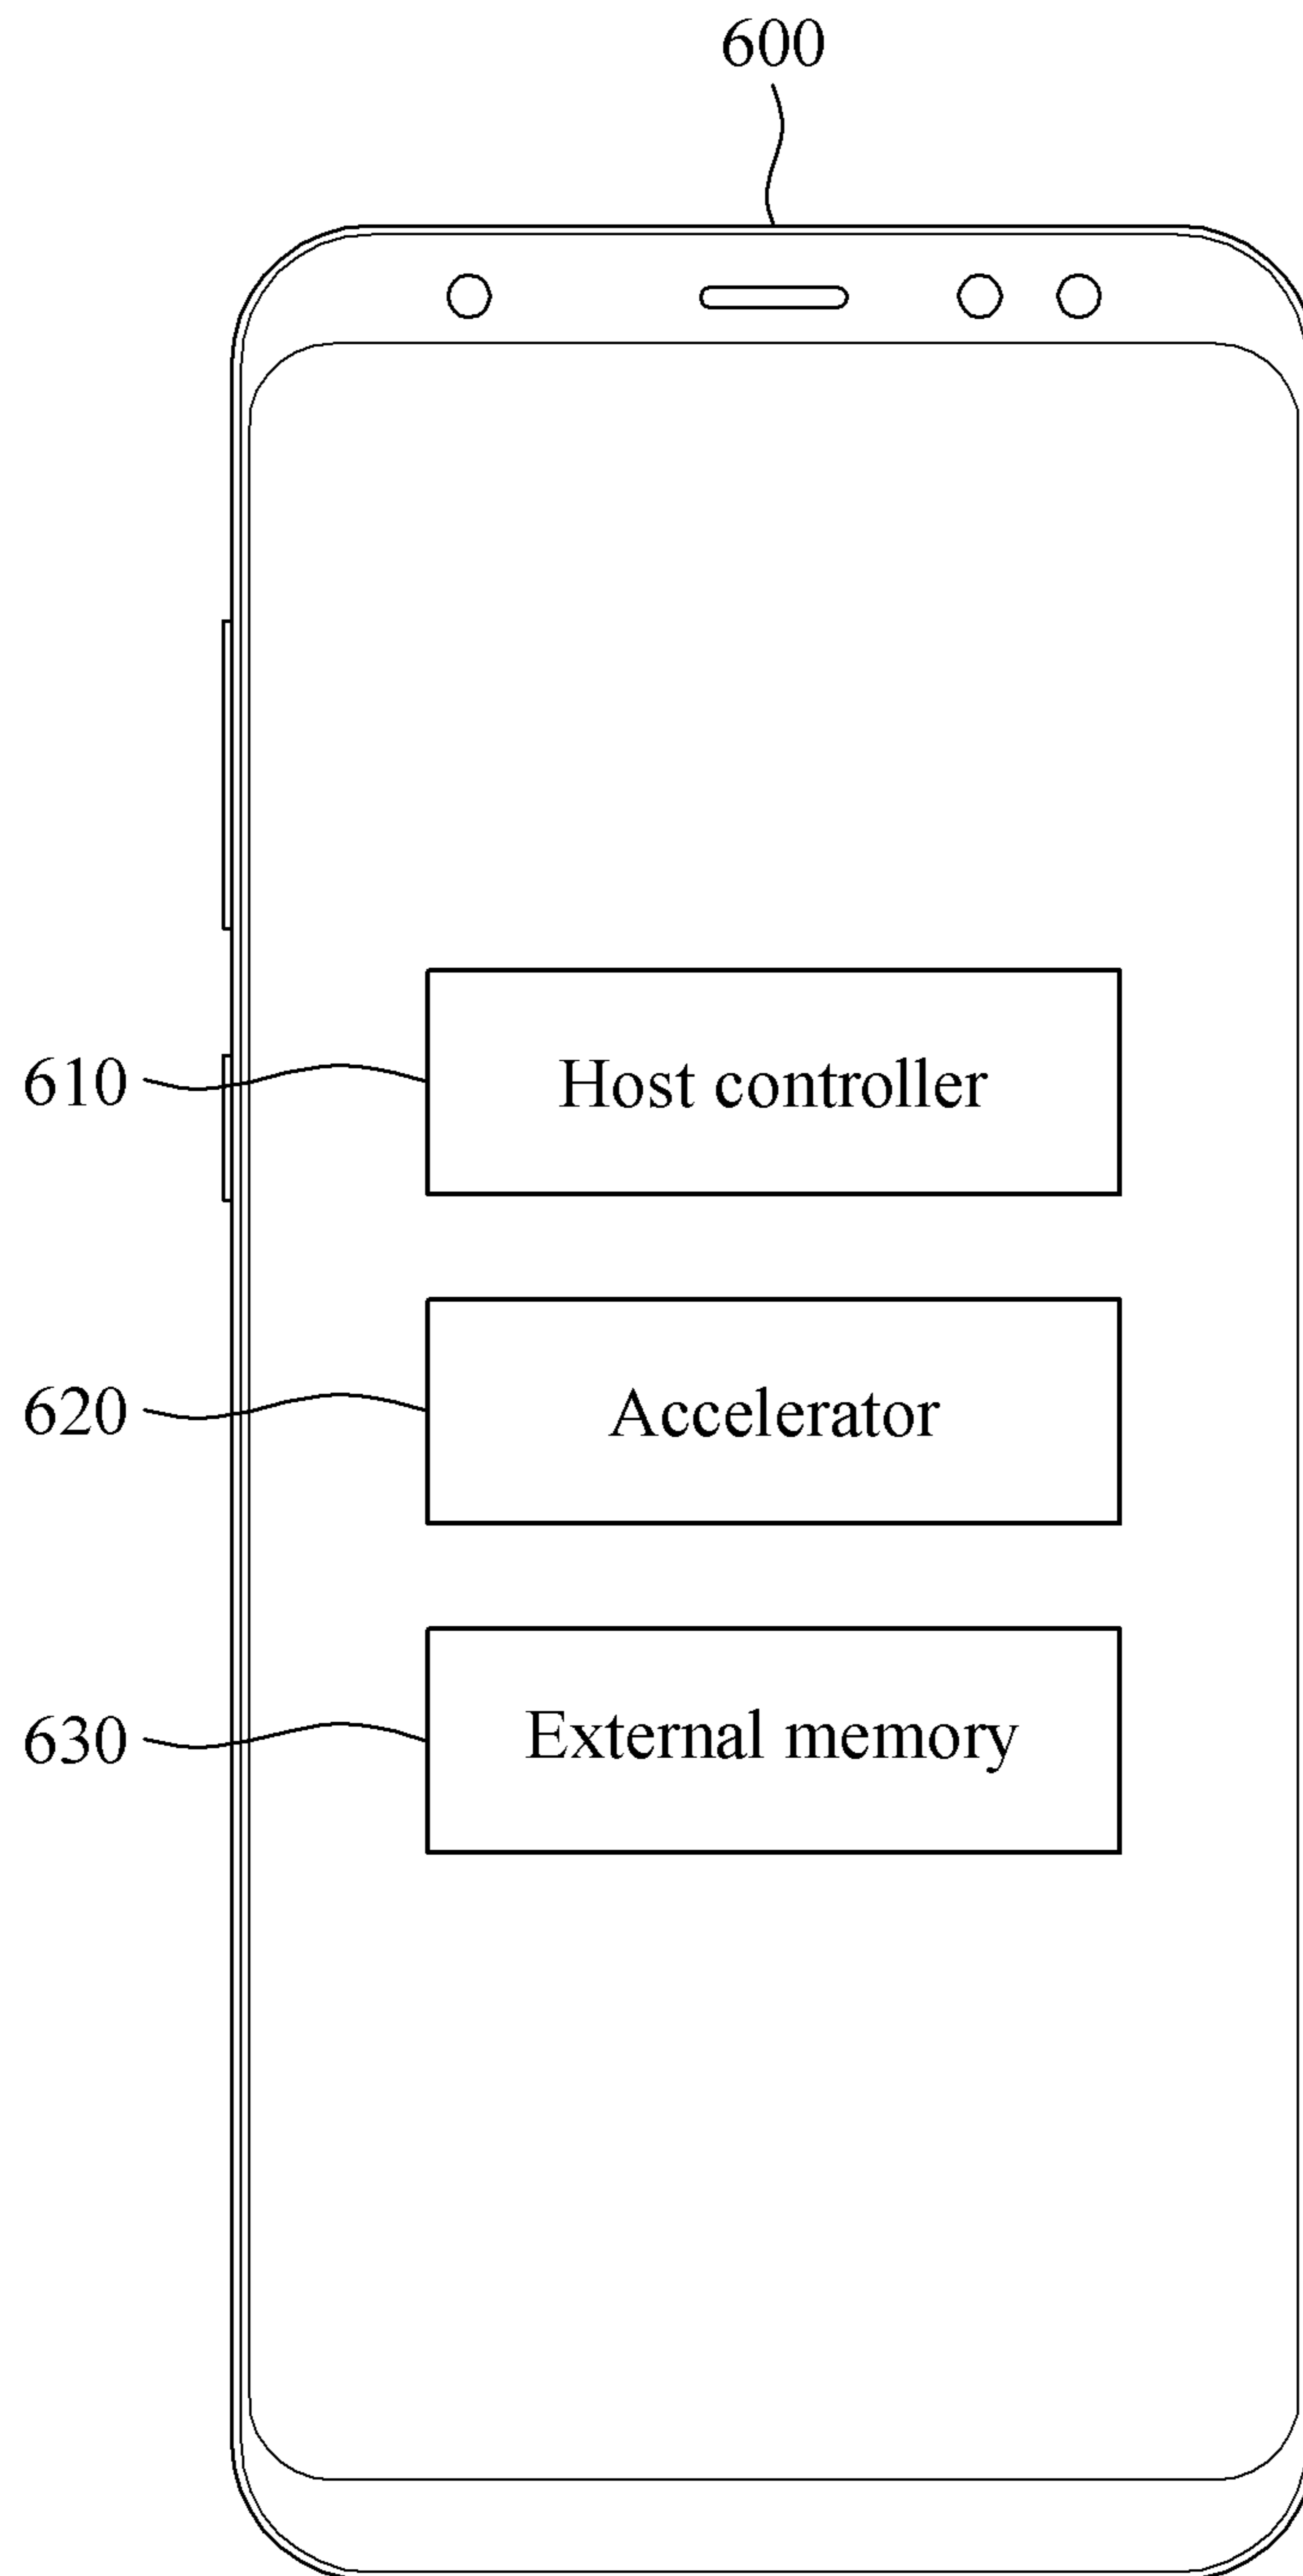 600
610 Host controller
620 Accelerator
630 External memory